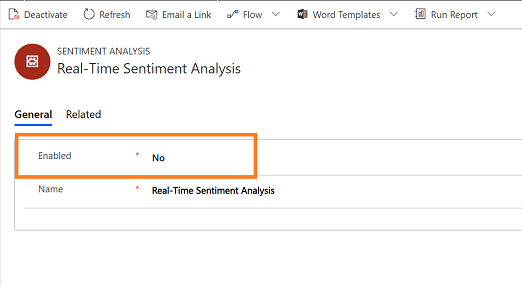 Deactivate Refresh Email a Link Flow Word Templates Run Report
SENTIMENT ANALYSIS
Real-Time Sentiment Analysis
General Related
Enabled * No
Name * Real-Time Sentiment Analysis